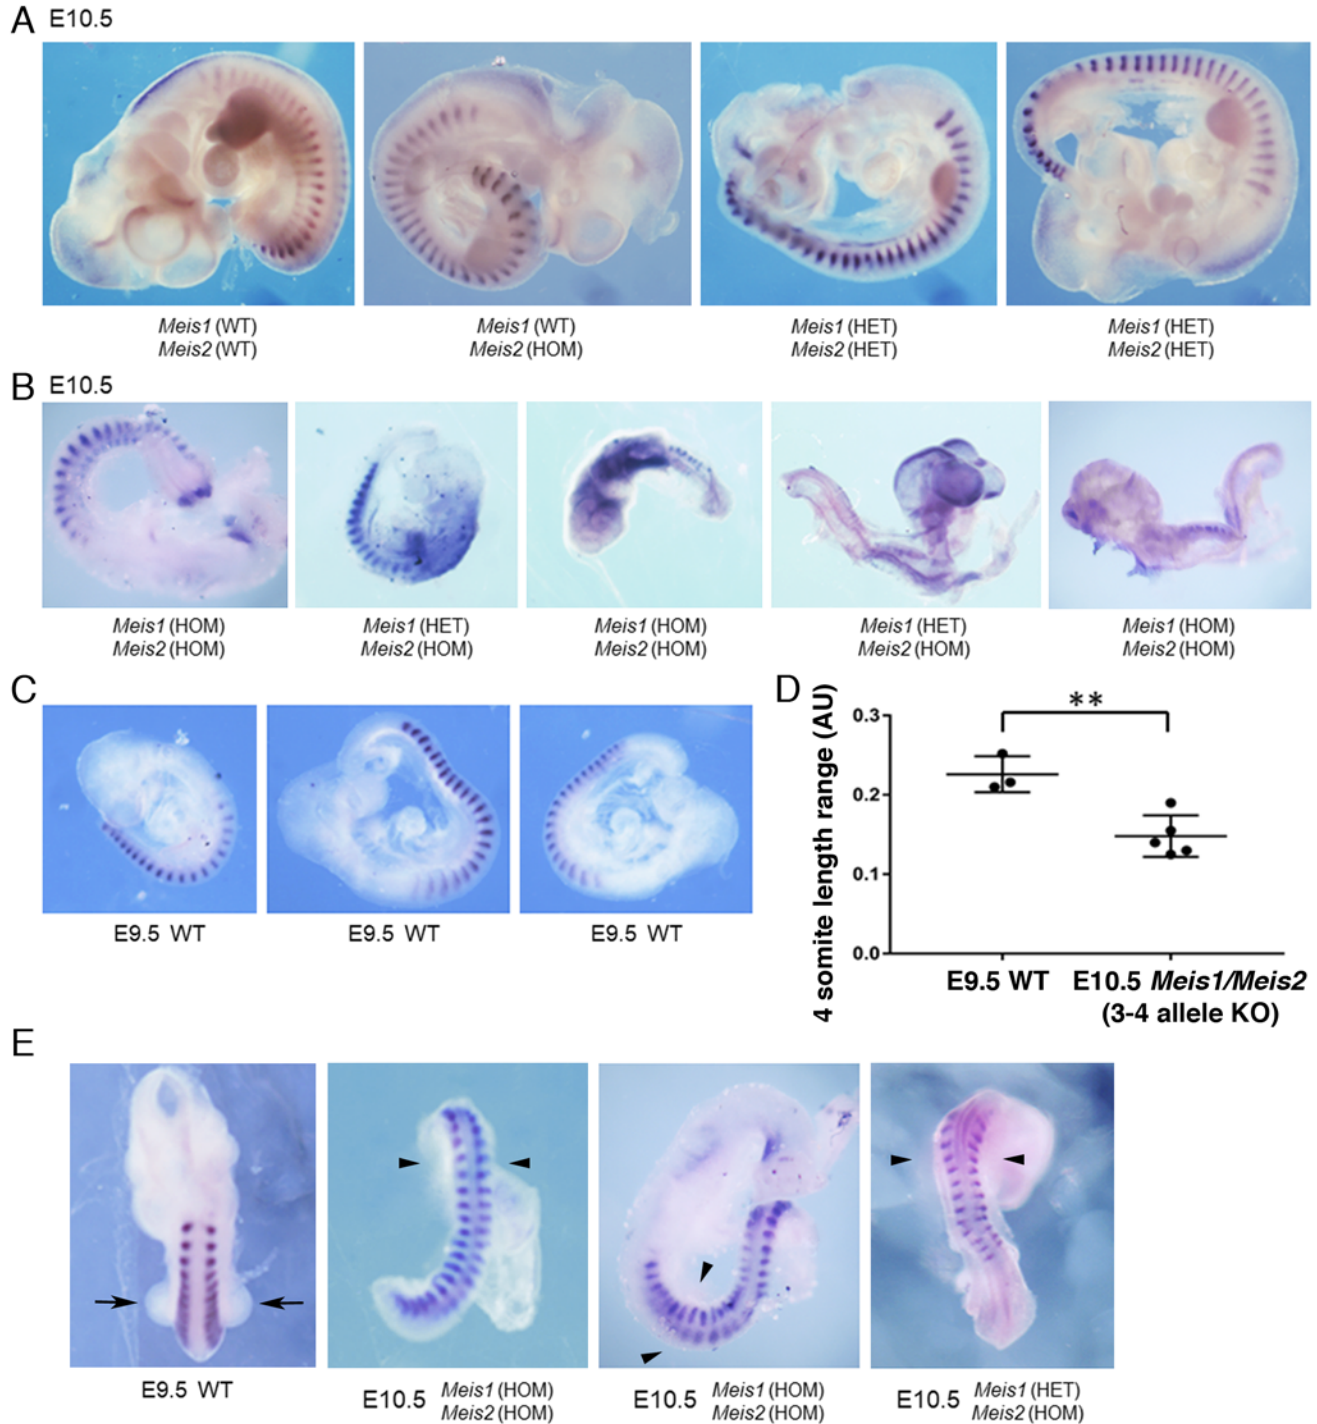 A E10.5
Meis1 (WT)
Meis2 (WT)
Meis1 (WT)
Meis2 (HOM)
Meis1 (HET)
Meis2 (HET)
Meis1 (HET)
Meis2 (HET)
B E10.5
Meis1 (HOM)
Meis2 (HOM)
Meis1 (HET)
Meis2 (HOM)
Meis1 (HOM)
Meis2 (HOM)
Meis1 (HET)
Meis2 (HOM)
Meis1 (HOM)
Meis2 (HOM)
C
E9.5 WT
E9.5 WT
E9.5 WT
D
4 somite length range (AU)
**
0.3
0.2
0.1
0.0
E9.5 WT
E10.5 Meis1/Meis2
(3-4 allele KO)
E
E9.5 WT
E10.5
Meis1 (HOM)
Meis2 (HOM)
E10.5
Meis1 (HOM)
Meis2 (HOM)
E10.5
Meis1 (HET)
Meis2 (HOM)